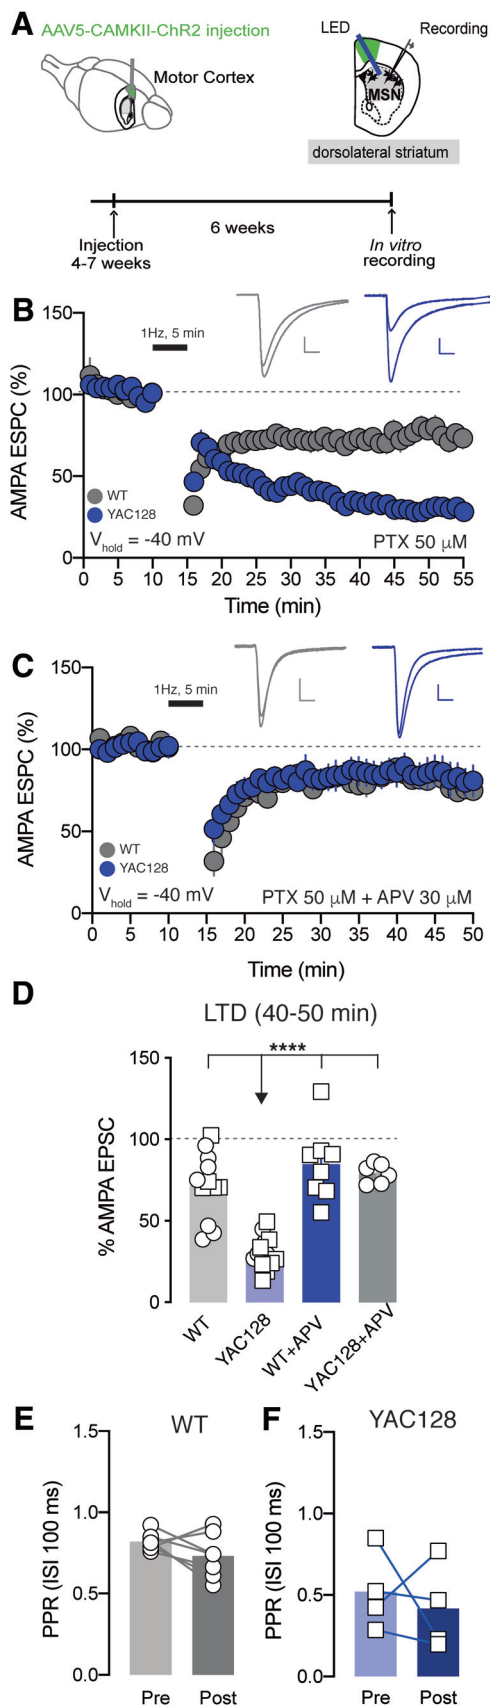 A
AAV5-CAMKII-ChR2 injection
Motor Cortex
LED
Recording
MSN
dorsolateral striatum
6 weeks
Injection
4-7 weeks
In vitro
recording
B
150
100
50
0
AMPA ESPC (%)
1Hz, 5 min
WT
YAC128
Vhold = -40 mV
PTX 50 μM
0 5 10 15 20 25 30 35 40 45 50 55
Time (min)
C
150
100
50
0
AMPA ESPC (%)
1Hz, 5 min
WT
YAC128
Vhold = -40 mV
PTX 50 μM + APV 30 μM
0 5 10 15 20 25 30 35 40 45 50
Time (min)
D
LTD (40-50 min)
****
150
100
50
0
% AMPA EPSC
WT
YAC128
WT+APV
YAC128+APV
E
WT
1.5
1.0
0.5
0.0
PPR (ISI 100 ms)
Pre Post
F
YAC128
1.5
1.0
0.5
0.0
PPR (ISI 100 ms)
Pre Post